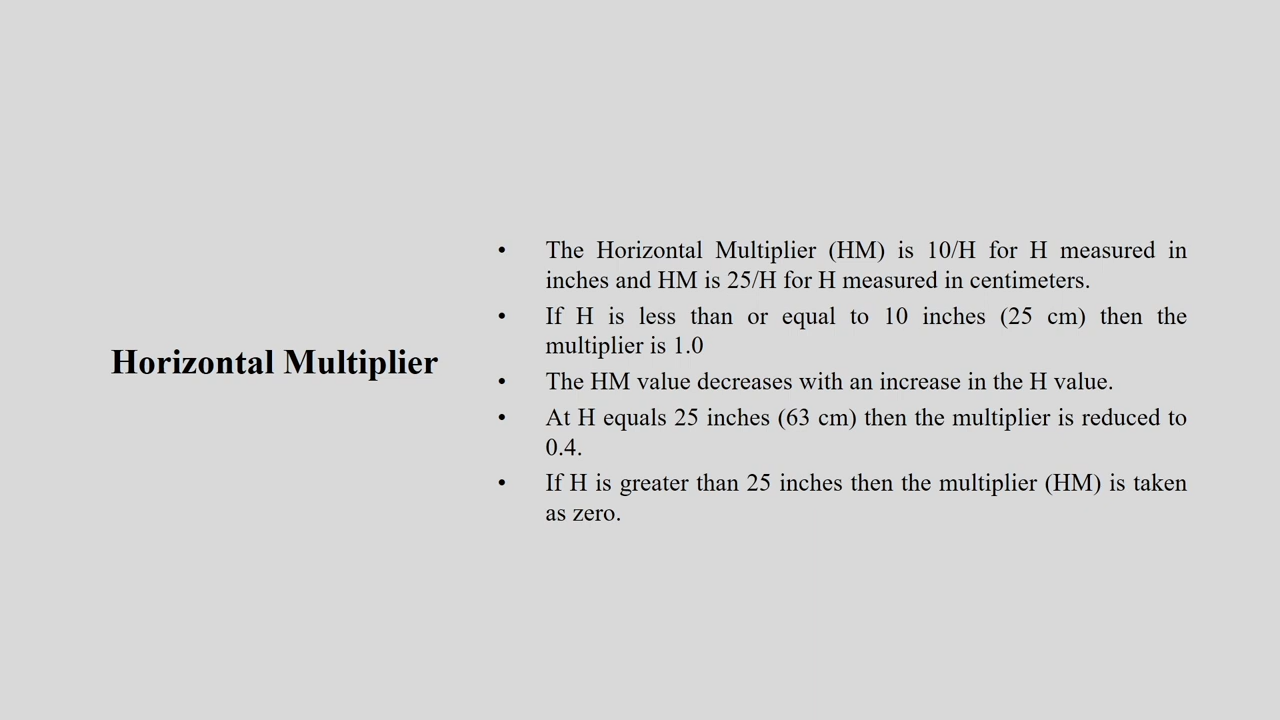 Horizontal Multiplier
• The Horizontal Multiplier (HM) is 10/H for H measured in
inches and HM is 25/H for H measured in centimeters.
• If H is less than or equal to 10 inches (25 cm) then the
multiplier is 1.0
• The HM value decreases with an increase in the H value.
• At H equals 25 inches (63 cm) then the multiplier is reduced to
0.4.
• If H is greater than 25 inches then the multiplier (HM) is taken
as zero.